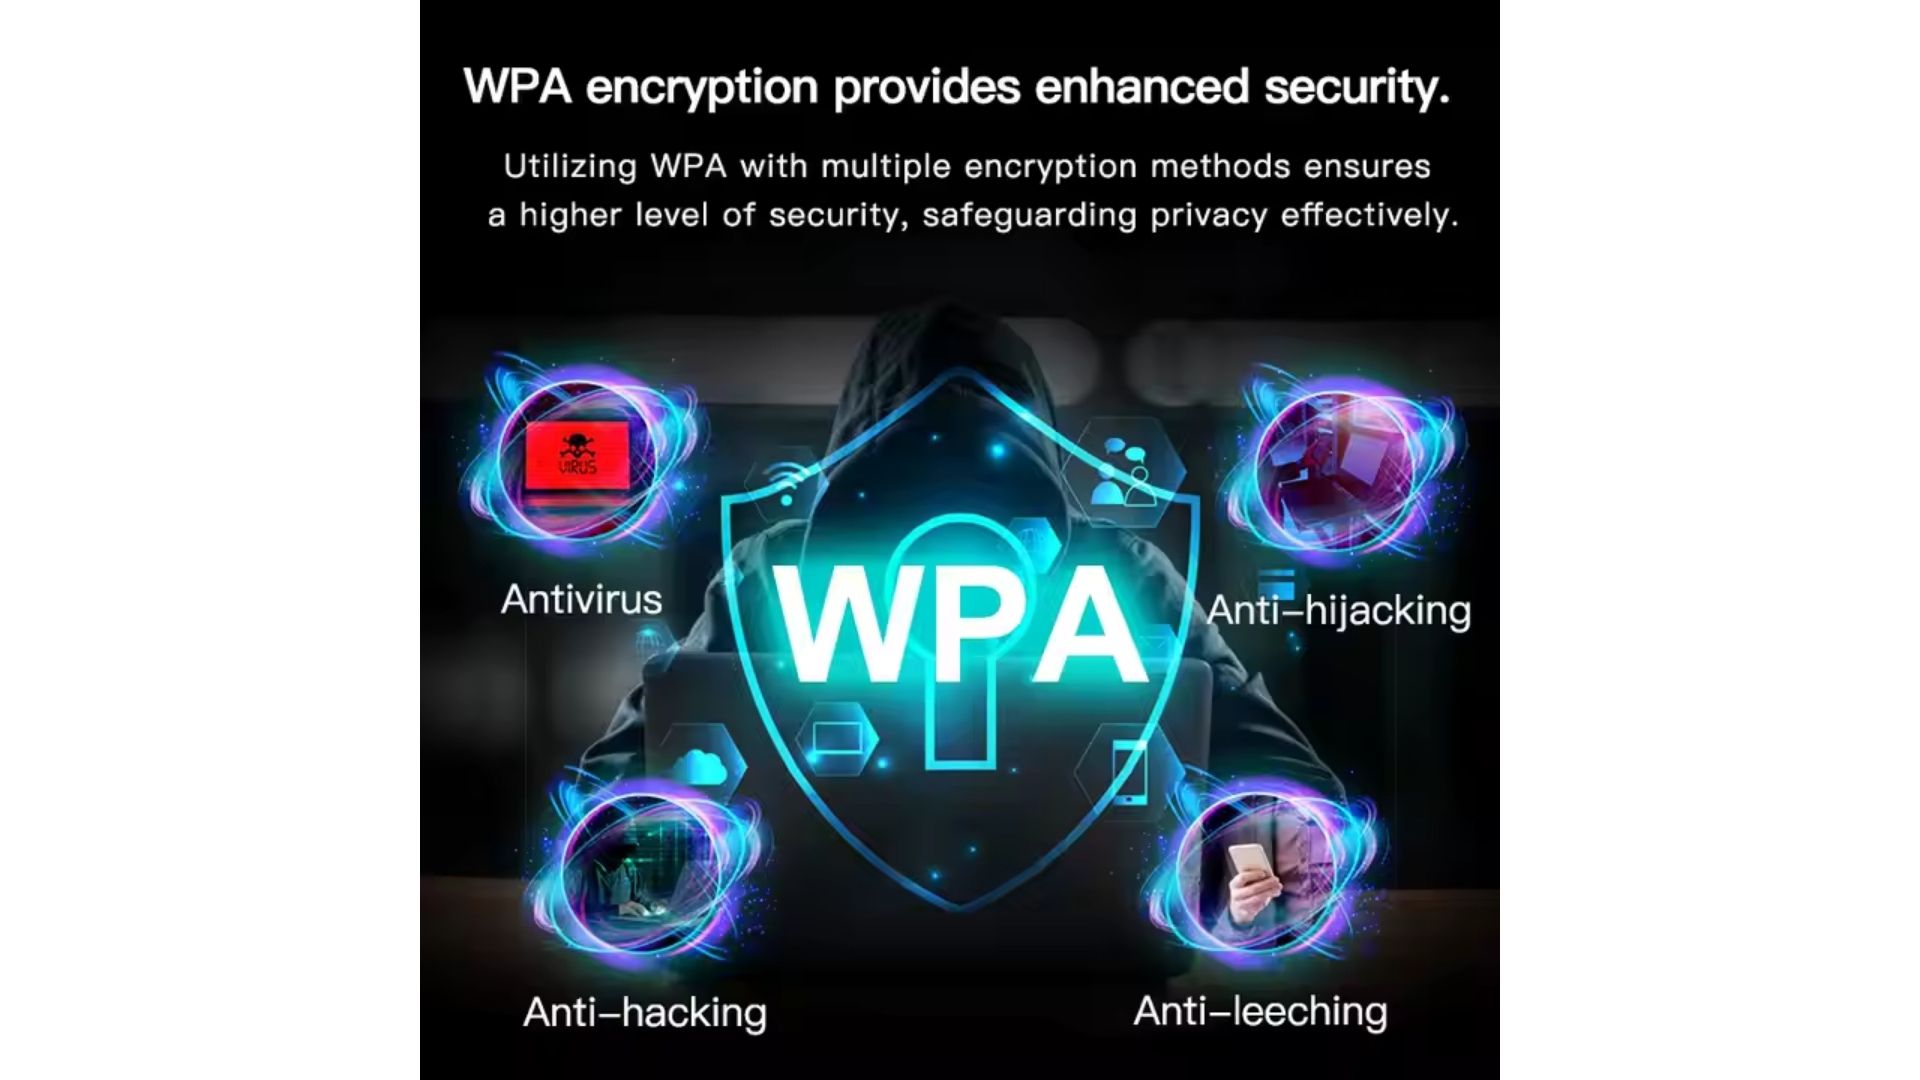 WPA encryption provides enhanced security.
Utilizing WPA with multiple encryption methods ensures
a higher level of security, safeguarding privacy effectively.
VIRUS
Antivirus
WPA
Anti–hijacking
Anti–hacking
Anti–leeching